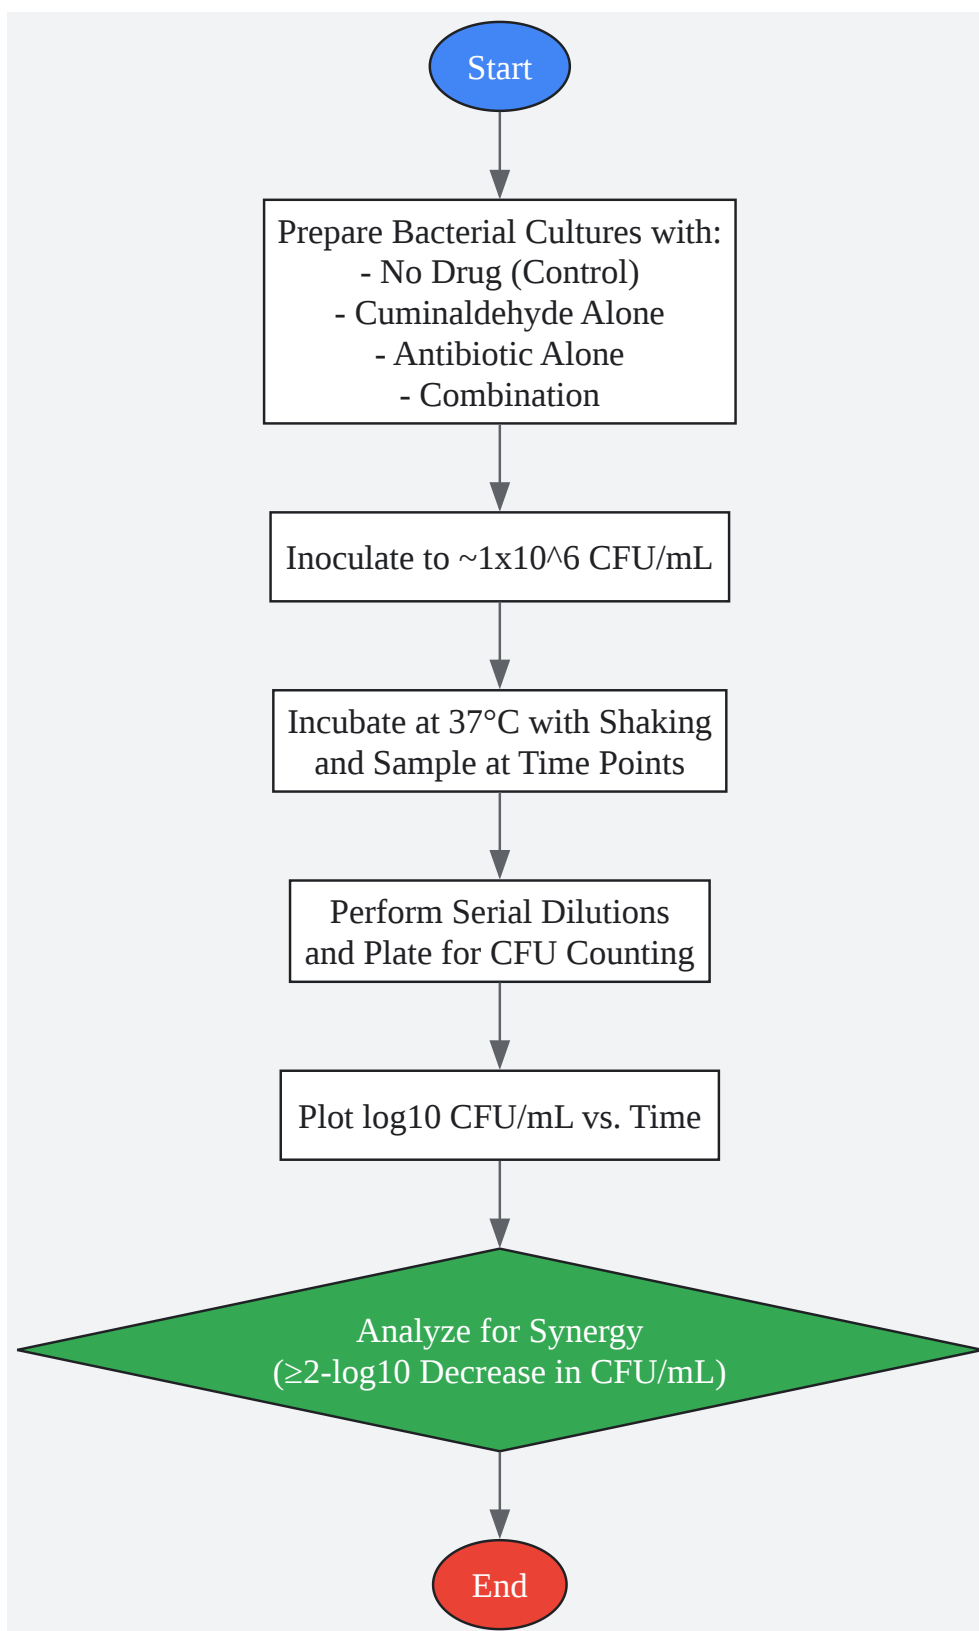 Start
Prepare Bacterial Cultures with:
- No Drug (Control)
- Cuminaldehyde Alone
- Antibiotic Alone
- Combination
Inoculate to ~1x10^6 CFU/mL
Incubate at 37°C with Shaking
and Sample at Time Points
Perform Serial Dilutions
and Plate for CFU Counting
Plot log10 CFU/mL vs. Time
Analyze for Synergy
(≥2-log10 Decrease in CFU/mL)
End